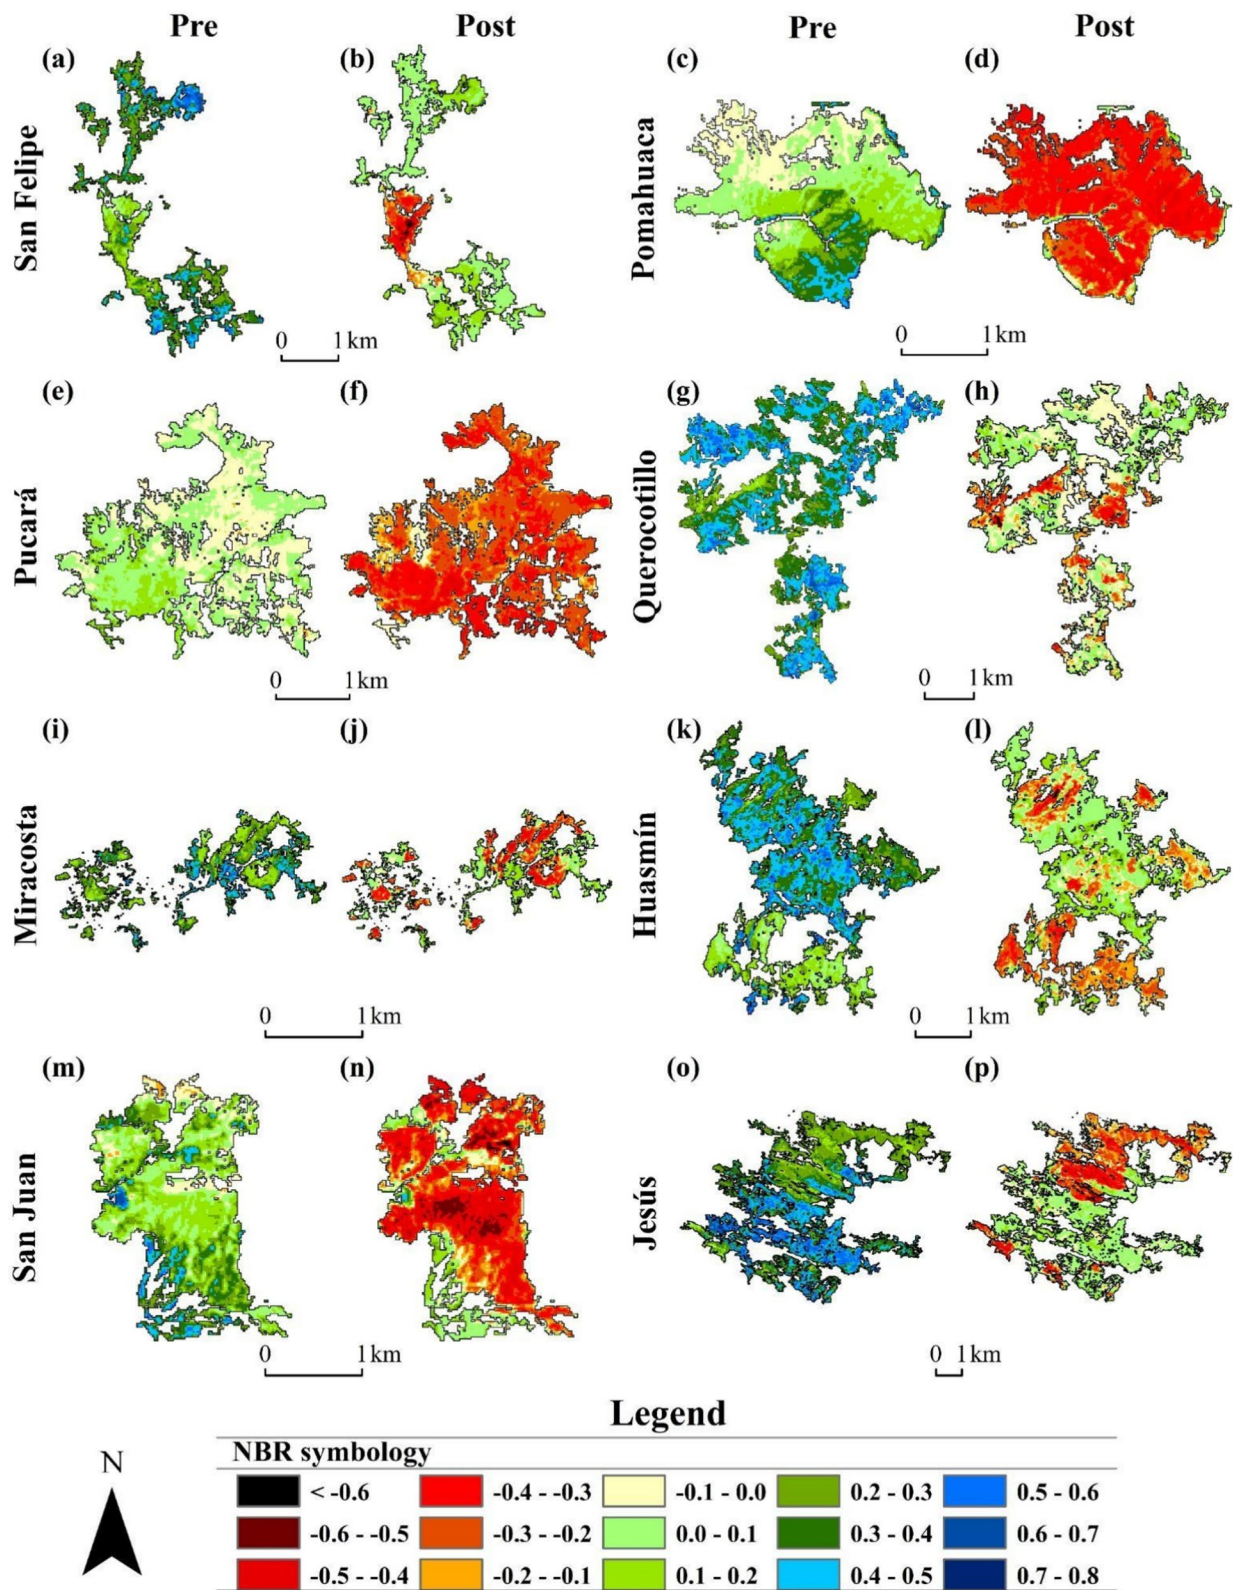 Pre Post Pre Post
San Felipe
(a) (b)
0 1 km
Pomahuaca
(c) (d)
0 1 km
Pucará
(e) (f)
0 1 km
Querocotillo
(g) (h)
0 1 km
Miracosta
(i) (j)
0 1 km
Huasmín
(k) (l)
0 1 km
San Juan
(m) (n)
0 1 km
Jesús
(o) (p)
0 1 km
Legend
N
NBR symbology
< -0.6 -0.4 - -0.3 -0.1 - 0.0 0.2 - 0.3 0.5 - 0.6
-0.6 - -0.5 -0.3 - -0.2 0.0 - 0.1 0.3 - 0.4 0.6 - 0.7
-0.5 - -0.4 -0.2 - -0.1 0.1 - 0.2 0.4 - 0.5 0.7 - 0.8